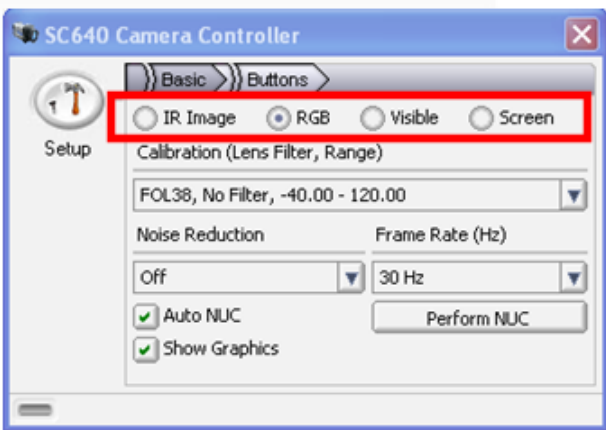 SC640 Camera Controller
Basic Buttons
IR Image RGB Visible Screen
Setup
Calibration (Lens Filter, Range)
FOL38, No Filter, -40.00 - 120.00
Noise Reduction Frame Rate (Hz)
Off 30 Hz
Auto NUC Perform NUC
Show Graphics